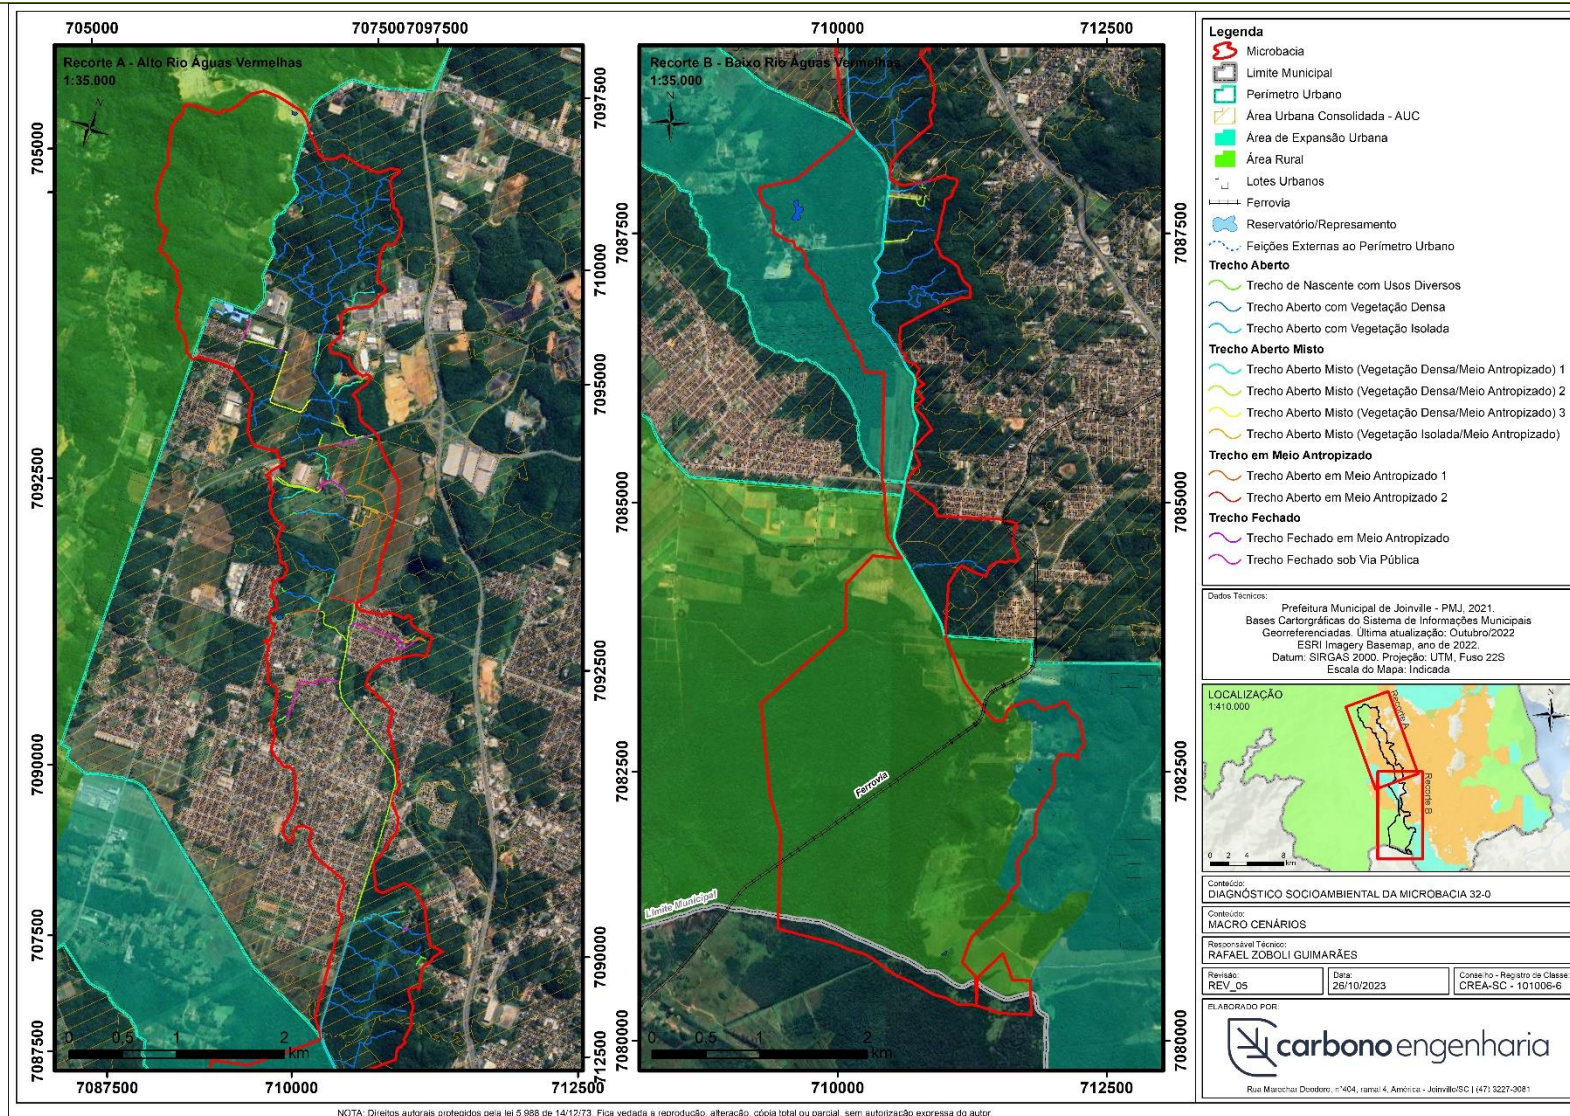 705000
7075007097500
Recorte A - Alto Rio Águas Vermelhas
1:35.000
N
7097500
705000
710000
7095000
7092500
7092500
7090000
707500
7090000
7087500
712500
0 0,5 1 2
km
707500
710000
712500
710000
712500
Recorte B - Baixo Rio Águas Vermelhas
1:35.000
N
7087500
7087500
7085000
7085000
7082500
7082500
Ferrovia
Limite Municipal
7080000
7080000
0 0,5 1 2
km
710000
712500
Legenda
Microbacia
Limite Municipal
Perímetro Urbano
Área Urbana Consolidada - AUC
Área de Expansão Urbana
Área Rural
Lotes Urbanos
Ferrovia
Reservatório/Represamento
Feições Externas ao Perímetro Urbano
Trecho Aberto
Trecho de Nascente com Usos Diversos
Trecho Aberto com Vegetação Densa
Trecho Aberto com Vegetação Isolada
Trecho Aberto Misto
Trecho Aberto Misto (Vegetação Densa/Meio Antropizado) 1
Trecho Aberto Misto (Vegetação Densa/Meio Antropizado) 2
Trecho Aberto Misto (Vegetação Densa/Meio Antropizado) 3
Trecho Aberto Misto (Vegetação Isolada/Meio Antropizado)
Trecho em Meio Antropizado
Trecho Aberto em Meio Antropizado 1
Trecho Aberto em Meio Antropizado 2
Trecho Fechado
Trecho Fechado em Meio Antropizado
Trecho Fechado sob Via Pública
Dados Técnicos:
Prefeitura Municipal de Joinville - PMJ, 2021.
Bases Cartorgráficas do Sistema de Informações Municipais
Georreferenciadas. Última atualização: Outubro/2022
ESRI Imagery Basemap, ano de 2022.
Datum: SIRGAS 2000. Projeção: UTM, Fuso 22S
Escala do Mapa: Indicada
LOCALIZAÇÃO
1:410.000
Recorte A
N
Recorte B
0 2 4 8
km
Conteúdo:
DIAGNÓSTICO SOCIOAMBIENTAL DA MICROBACIA 32-0
Conteúdo:
MACRO CENÁRIOS
Responsável Técnico:
RAFAEL ZOBOLI GUIMARÃES
Revisão:
REV_05
Data:
26/10/2023
Conselho - Registro de Classe:
CREA-SC - 101006-6
ELABORADO POR:
carbono engenharia
Rua Marechal Deodoro, n°404, ramal 4, América - Joinville/SC | (47) 3227-3081
NOTA: Direitos autorais protegidos pela lei 5.988 de 14/12/73. Fica vedada a reprodução, alteração, cópia total ou parcial, sem autorização expressa do autor.